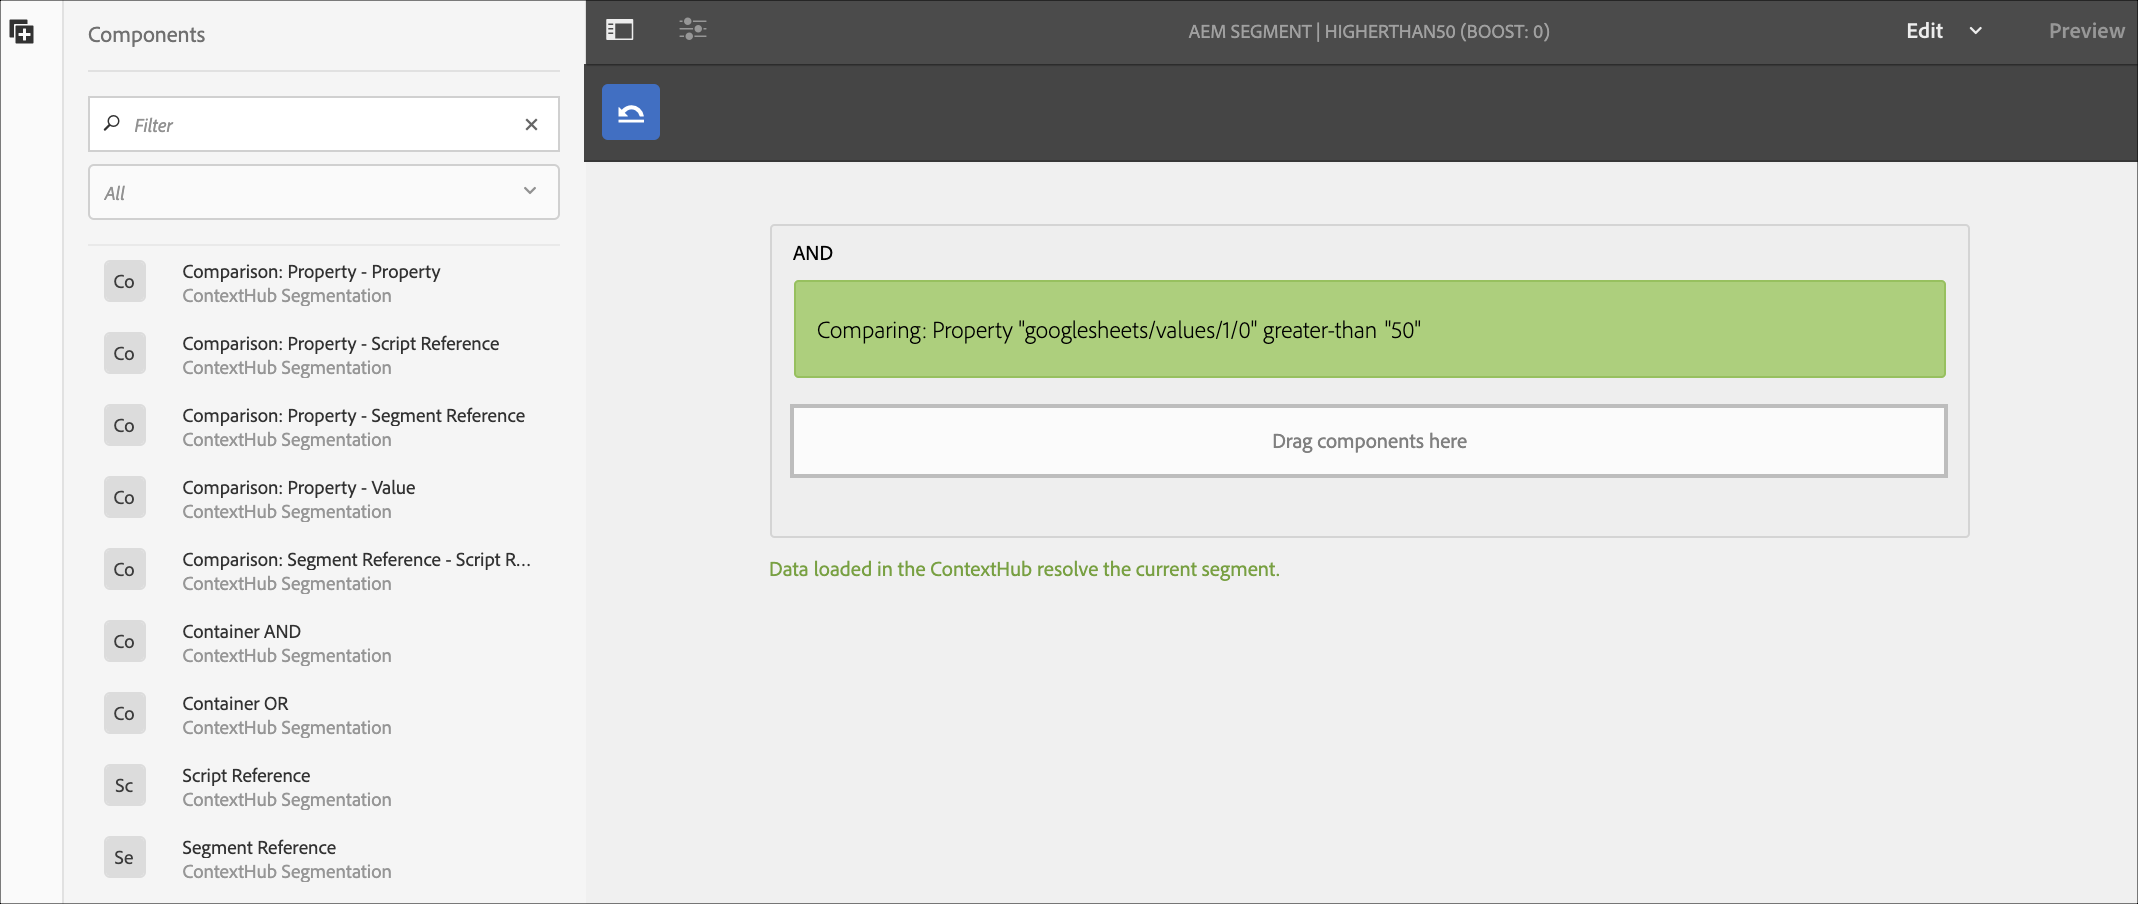 Components
Filter
All
Co
Comparison: Property - Property
ContextHub Segmentation
Co
Comparison: Property - Script Reference
ContextHub Segmentation
Co
Comparison: Property - Segment Reference
ContextHub Segmentation
Co
Comparison: Property - Value
ContextHub Segmentation
Co
Comparison: Segment Reference - Script R...
ContextHub Segmentation
Co
Container AND
ContextHub Segmentation
Co
Container OR
ContextHub Segmentation
Sc
Script Reference
ContextHub Segmentation
Se
Segment Reference
ContextHub Segmentation
AEM SEGMENT | HIGHERTHAN50 (BOOST: 0)
Edit
Preview
AND
Comparing: Property "googlesheets/values/1/0" greater-than "50"
Drag components here
Data loaded in the ContextHub resolve the current segment.